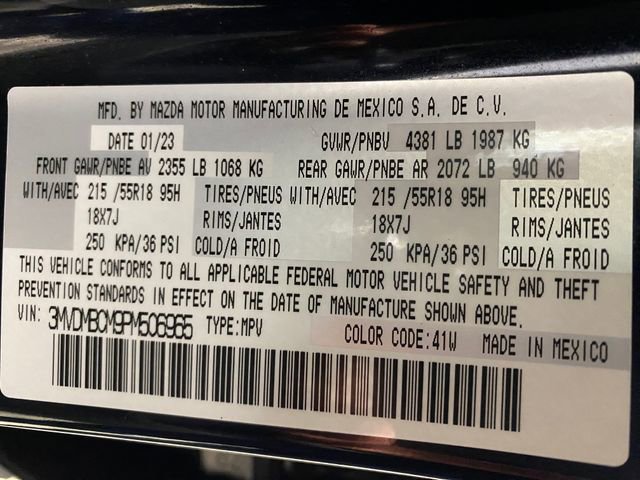 MFD. BY MAZDA MOTOR MANUFACTURING DE MEXICO S.A. DE C.V.
DATE 01/23 GVWR/PNBV 4381 LB 1987 KG
FRONT GAWR/PNBE AV 2355 LB 1068 KG REAR GAWR/PNBE AR 2072 LB 940 KG
WITH/AVEC 215 /55R18 95H TIRES/PNEUS WITH/AVEC 215 /55R18 95H TIRES/PNEUS
18X7J RIMS/JANTES 18X7J RIMS/JANTES
250 KPA/36 PSI COLD/A FROID 250 KPA/36 PSI COLD/A FROID
THIS VEHICLE CONFORMS TO ALL APPLICABLE FEDERAL MOTOR VEHICLE SAFETY AND THEFT
PREVENTION STANDARDS IN EFFECT ON THE DATE OF MANUFACTURE SHOWN ABOVE.
VIN: 3MVDMBCM9PM506965 TYPE:MPV COLOR CODE:41W MADE IN MEXICO